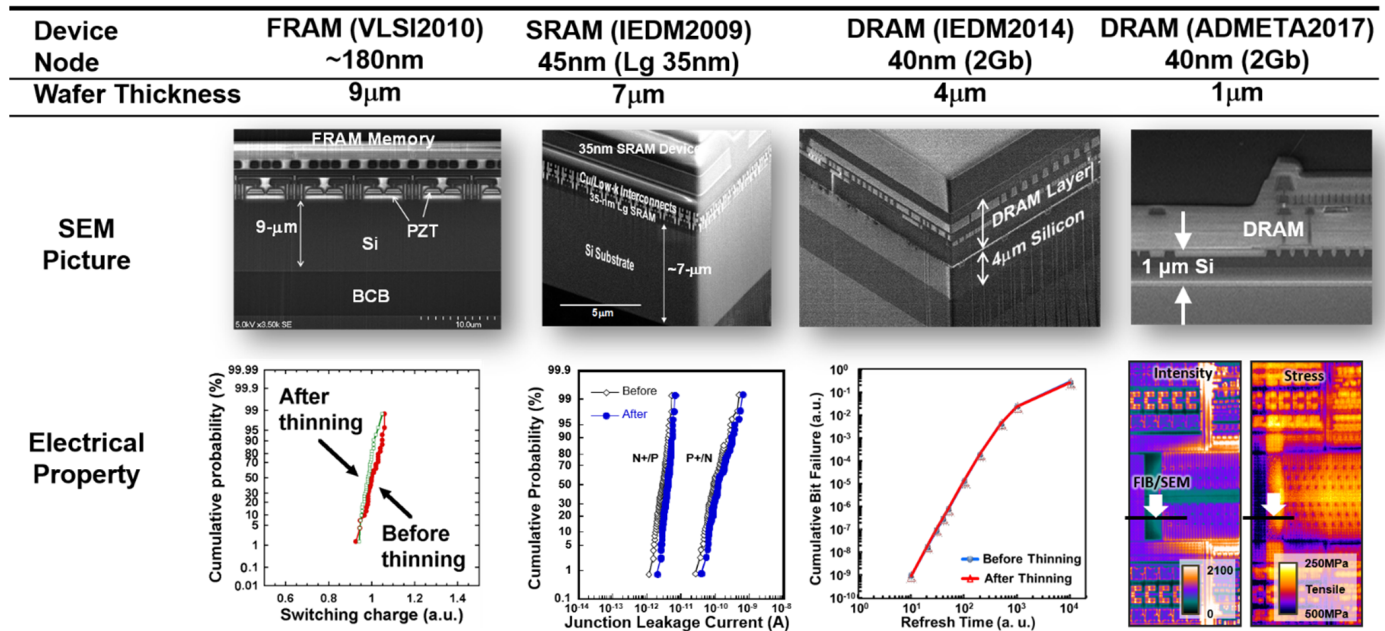 Device FRAM (VLSI2010) SRAM (IEDM2009) DRAM (IEDM2014) DRAM (ADMETA2017)
Node ~180nm 45nm (Lg 35nm) 40nm (2Gb) 40nm (2Gb)
Wafer Thickness 9μm 7μm 4μm 1μm
SEM
Picture
FRAM Memory
9-μm
PZT
Si
BCB
5.0kV x3.50k SE
10.0um
35nm SRAM Device
Cu/Low-k Interconnects
35-nm Lg SRAM
Si Substrate
~7-μm
5μm
DRAM Layer
4μm Silicon
DRAM
1 μm Si
Electrical
Property
Cumulative probability (%)
99.99
99.9
99
95
90
80
70
50
30
20
10
5
1
0.1
0.01
After
thinning
Before
thinning
0.6 0.8 1 1.2 1.4
Switching charge (a.u.)
Cumulative Probability (%)
99.9
99
95
90
80
70
50
30
20
10
5
1
0.1
Before
After
N+/P P+/N
10-14 10-13 10-12 10-11 10-10 10-9 10-8
Junction Leakage Current (A)
Cumulative Bit Failure (a.u.)
10⁰
10-1
10-2
10-3
10-4
10-5
10-6
10-7
10-8
10-9
10-10
Before Thinning
After Thinning
10⁰ 10¹ 10² 10³ 10⁴
Refresh Time (a. u.)
Intensity
FIB/SEM
2100
0
Stress
250MPa
Tensile
500MPa